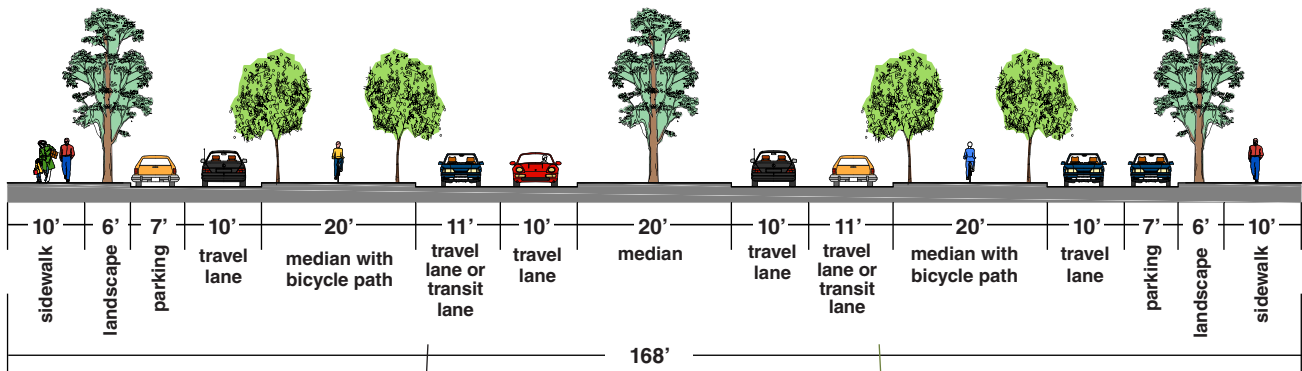 10’ 6’ 7’ 10’ 20’ 11’ 10’ 20’ 10’ 11’ 20’ 10’ 7’ 6’ 10’
sidewalk
landscape
parking
travel
lane
median with
bicycle path
travel
lane or
transit
lane
travel
lane
median
travel
lane
travel
lane or
transit
lane
median with
bicycle path
travel
lane
parking
landscape
sidewalk
168’